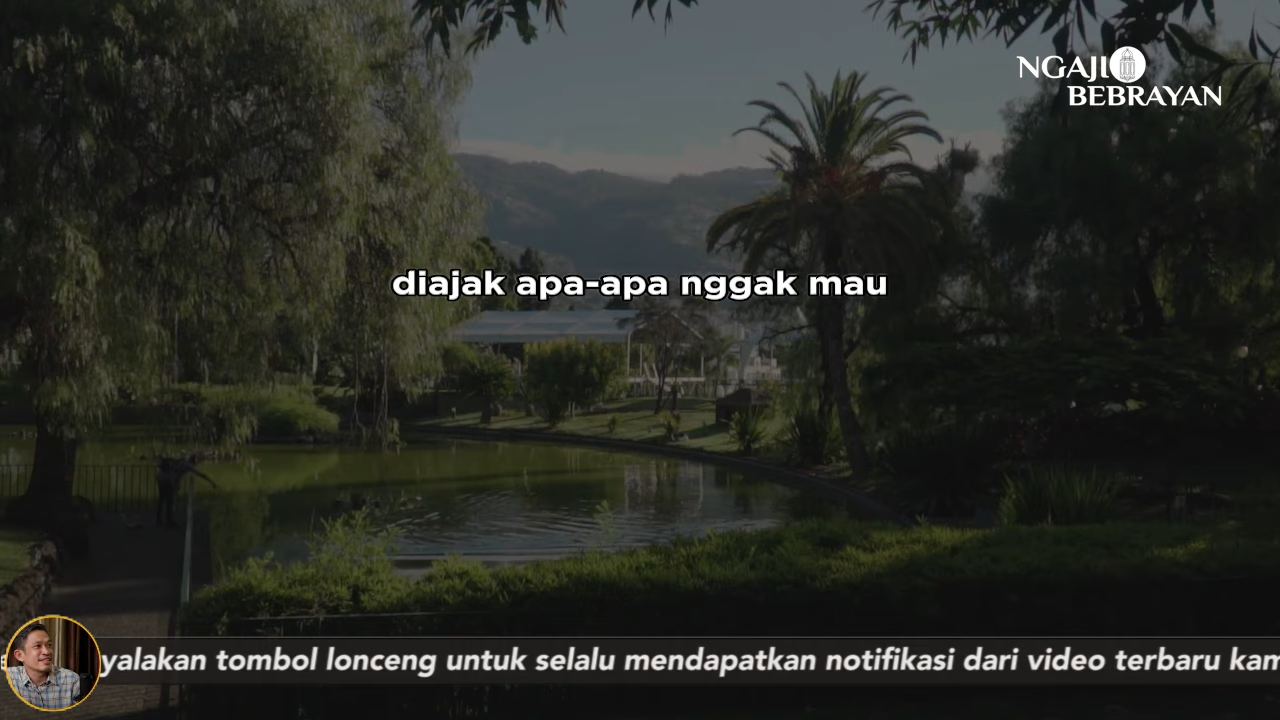 NGAJI
BEBRAYAN
diajak apa-apa nggak mau
yalakan tombol lonceng untuk selalu mendapatkan notifikasi dari video terbaru kam